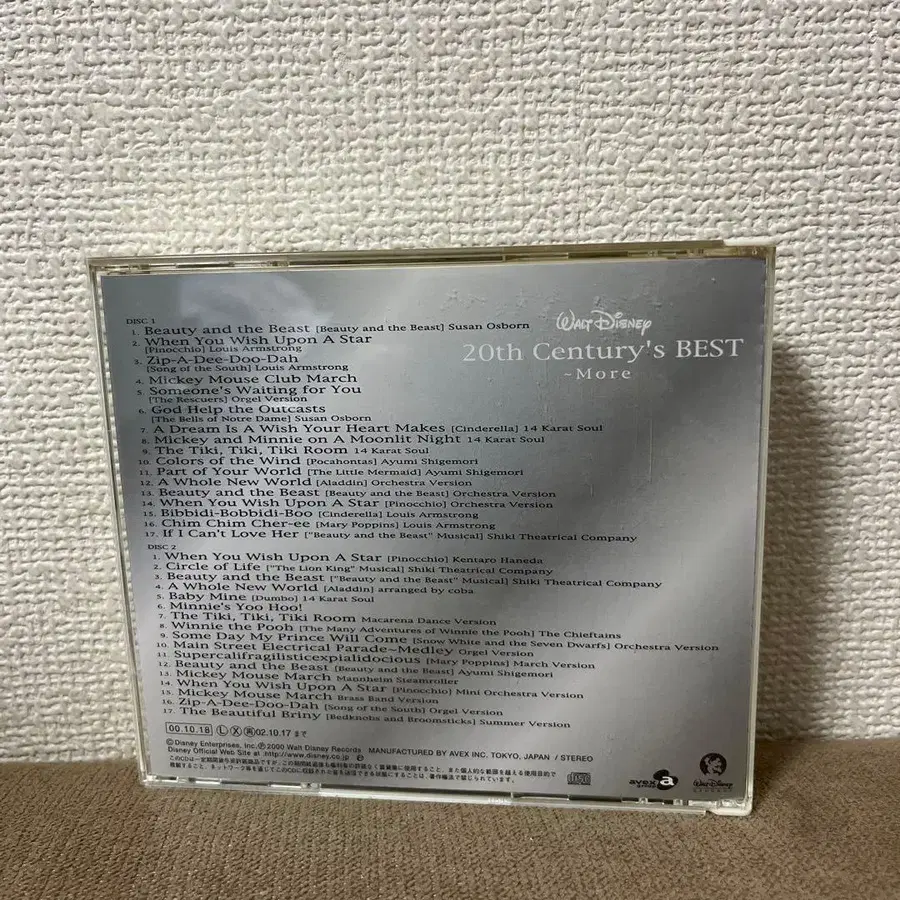 WALT DISNEY
20th Century's BEST
~More
DISC 1
1. Beauty and the Beast [Beauty and the Beast] Susan Osborn
2. When You Wish Upon A Star
[Pinocchio] Louis Armstrong
3. Zip-A-Dee-Doo-Dah
[Song of the South] Louis Armstrong
4. Mickey Mouse Club March
5. Someone's Waiting for You
[The Rescuers] Orgel Version
6. God Help the Outcasts
[The Bells of Notre Dame] Susan Osborn
7. A Dream Is A Wish Your Heart Makes [Cinderella] 14 Karat Soul
8. Mickey and Minnie on A Moonlit Night 14 Karat Soul
9. The Tiki, Tiki, Tiki Room 14 Karat Soul
10. Colors of the Wind [Pocahontas] Ayumi Shigemori
11. Part of Your World [The Little Mermaid] Ayumi Shigemori
12. A Whole New World [Aladdin] Orchestra Version
13. Beauty and the Beast [Beauty and the Beast] Orchestra Version
14. When You Wish Upon A Star [Pinocchio] Orchestra Version
15. Bibbidi-Bobbidi-Boo [Cinderella] Louis Armstrong
16. Chim Chim Cher-ee [Mary Poppins] Louis Armstrong
17. If I Can't Love Her ["Beauty and the Beast" Musical] Shiki Theatrical Company
DISC 2
1. When You Wish Upon A Star [Pinocchio] Kentaro Haneda
2. Circle of Life ["The Lion King" Musical] Shiki Theatrical Company
3. Beauty and the Beast ["Beauty and the Beast" Musical] Shiki Theatrical Company
4. A Whole New World [Aladdin] arranged by coba
5. Baby Mine [Dumbo] 14 Karat Soul
6. Minnie's Yoo Hoo!
7. The Tiki, Tiki, Tiki Room Macarena Dance Version
8. Winnie the Pooh [The Many Adventures of Winnie the Pooh] The Chieftains
9. Some Day My Prince Will Come [Snow White and the Seven Dwarfs] Orchestra Version
10. Main Street Electrical Parade~Medley Orgel Version
11. Supercalifragilisticexpialidocious [Mary Poppins] March Version
12. Beauty and the Beast [Beauty and the Beast] Ayumi Shigemori
13. Mickey Mouse March Mannheim Steamroller
14. When You Wish Upon A Star [Pinocchio] Mini Orchestra Version
15. Mickey Mouse March Brass Band Version
16. Zip-A-Dee-Doo-Dah [Song of the South] Orgel Version
17. The Beautiful Briny [Bedknobs and Broomsticks] Summer Version
00.10.18 Ⓛ Ⓧ 再 02.10.17 まで
©Disney Enterprises, Inc. ℗2000 Walt Disney Records MANUFACTURED BY AVEX INC. TOKYO, JAPAN / STEREO
Disney Official Web Site at :http://www.disney.co.jp
avex group a
WALT DISNEY
RECORDS